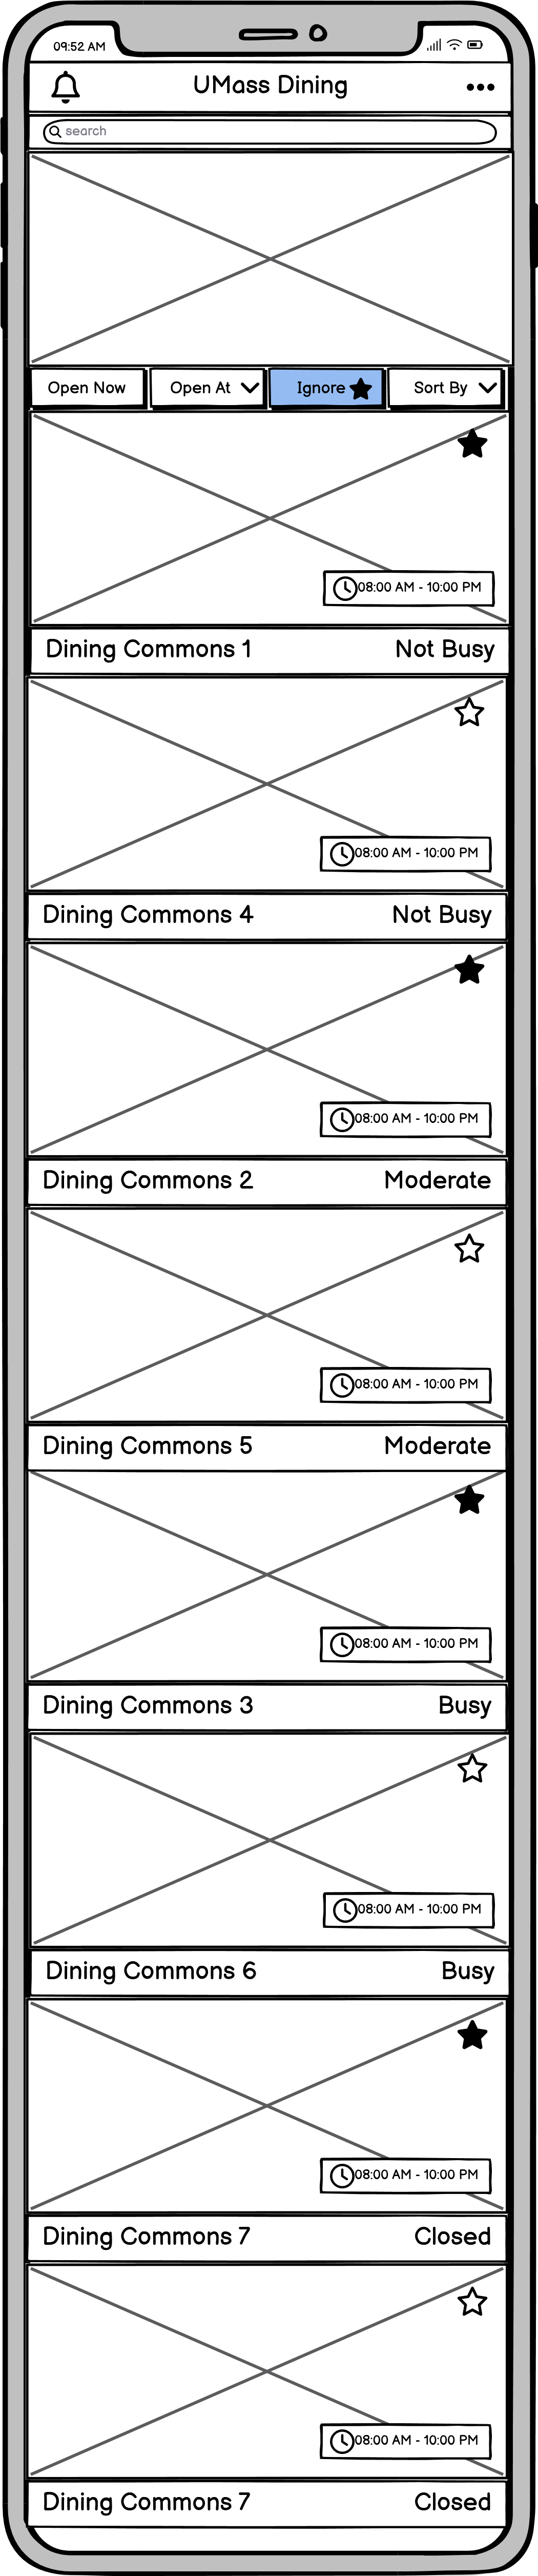 09:52 AM
UMass Dining
search
Open Now Open At Ignore Sort By
08:00 AM - 10:00 PM
Dining Commons 1 Not Busy
08:00 AM - 10:00 PM
Dining Commons 4 Not Busy
08:00 AM - 10:00 PM
Dining Commons 2 Moderate
08:00 AM - 10:00 PM
Dining Commons 5 Moderate
08:00 AM - 10:00 PM
Dining Commons 3 Busy
08:00 AM - 10:00 PM
Dining Commons 6 Busy
08:00 AM - 10:00 PM
Dining Commons 7 Closed
08:00 AM - 10:00 PM
Dining Commons 7 Closed